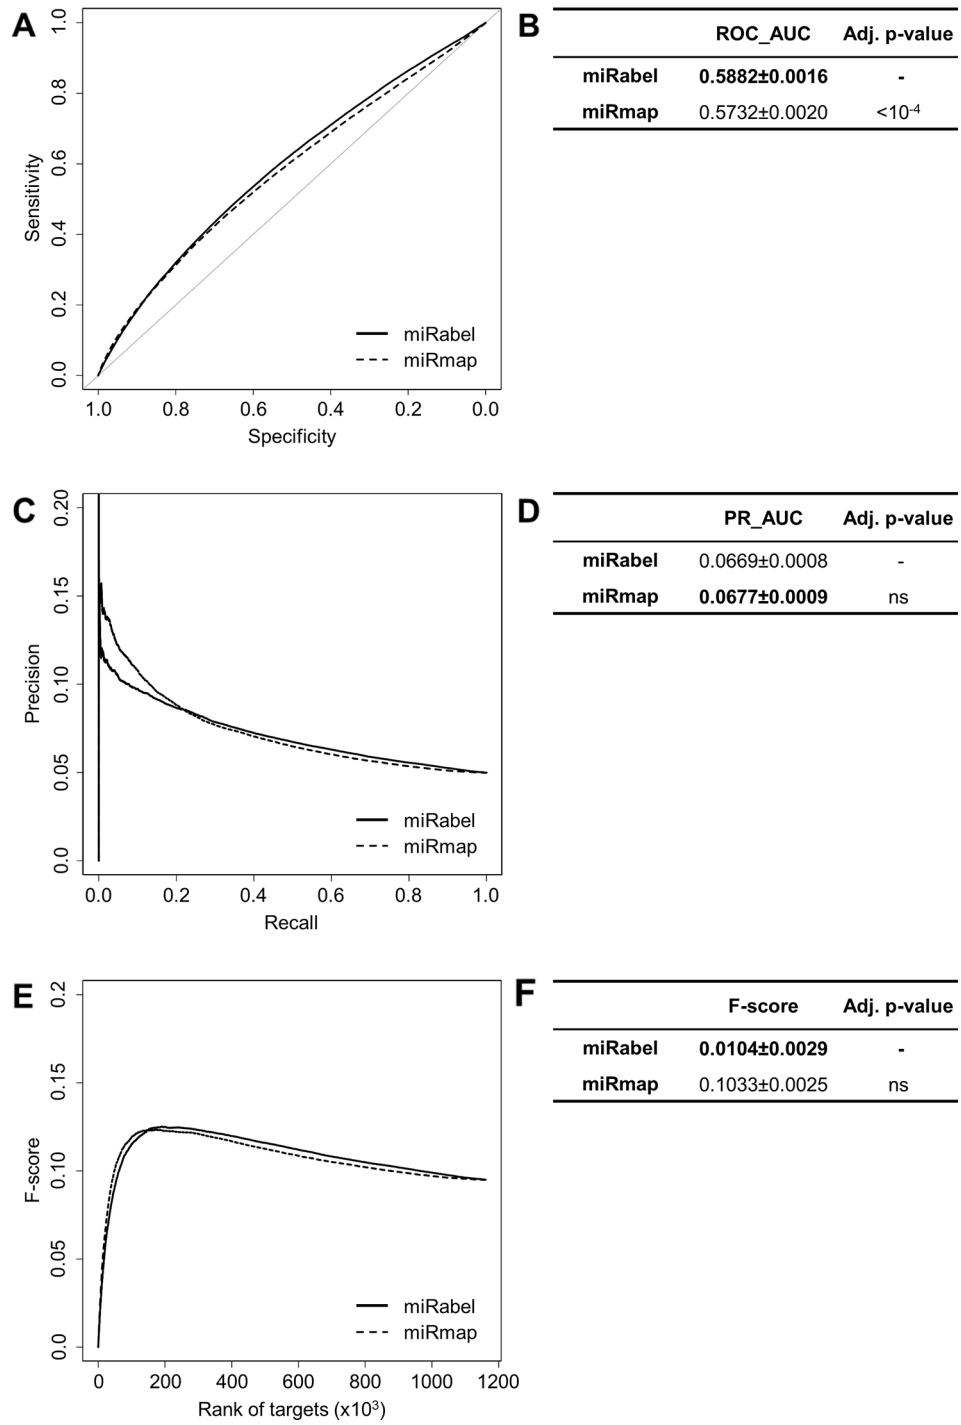 A
1.0
0.8
0.6
0.4
0.2
0.0
Sensitivity
miRabel
miRmap
1.0 0.8 0.6 0.4 0.2 0.0
Specificity
B
ROC_AUC Adj. p-value
miRabel 0.5882±0.0016 -
miRmap 0.5732±0.0020 <10-4
C
0.20
0.15
0.10
0.05
0.0
Precision
miRabel
miRmap
0.0 0.2 0.4 0.6 0.8 1.0
Recall
D
PR_AUC Adj. p-value
miRabel 0.0669±0.0008 -
miRmap 0.0677±0.0009 ns
E
0.2
0.15
0.10
0.05
0.0
F-score
miRabel
miRmap
0 200 400 600 800 1000 1200
Rank of targets (x10³)
F
F-score Adj. p-value
miRabel 0.0104±0.0029 -
miRmap 0.1033±0.0025 ns